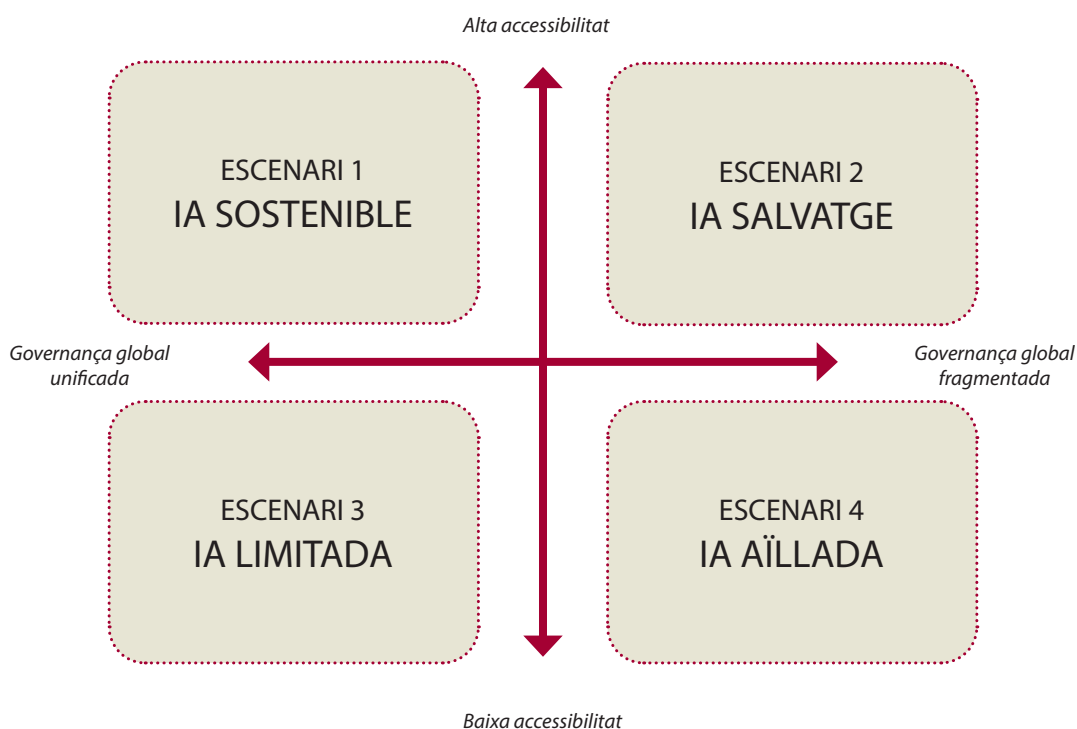 Alta accessibilitat
ESCENARI 1
IA SOSTENIBLE
ESCENARI 2
IA SALVATGE
Governança global
unificada
Governança global
fragmentada
ESCENARI 3
IA LIMITADA
ESCENARI 4
IA AÏLLADA
Baixa accessibilitat